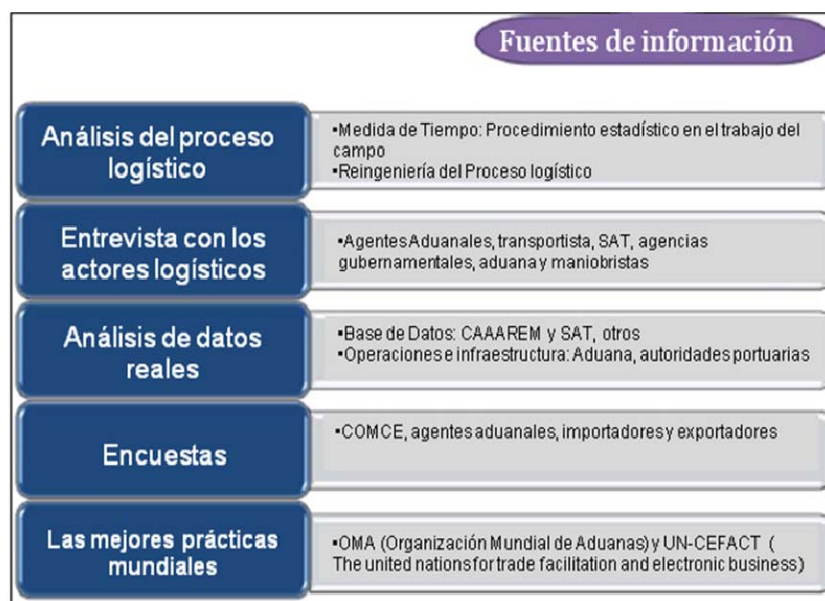 Fuentes de información
Análisis del proceso
logístico
•Medida de Tiempo: Procedimiento estadístico en el trabajo del
campo
•Reingeniería del Proceso logístico
Entrevista con los
actores logísticos
•Agentes Aduanales, transportista, SAT, agencias
gubernamentales, aduana y maniobristas
Análisis de datos
reales
•Base de Datos: CAAAREM y SAT, otros
•Operaciones e infraestructura: Aduana, autoridades portuarias
Encuestas
•COMCE, agentes aduanales, importadores y exportadores
Las mejores prácticas
mundiales
•OMA (Organización Mundial de Aduanas) y UN-CEFACT (
The united nations for trade facilitation and electronic business)